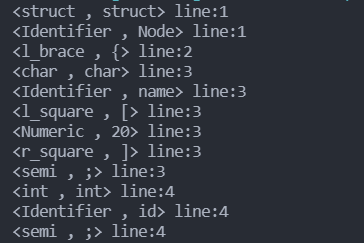 <struct , struct> line:1
<Identifier , Node> line:1
<l_brace , {> line:2
<char , char> line:3
<Identifier , name> line:3
<l_square , [> line:3
<Numeric , 20> line:3
<r_square , ]> line:3
<semi , ;> line:3
<int , int> line:4
<Identifier , id> line:4
<semi , ;> line:4